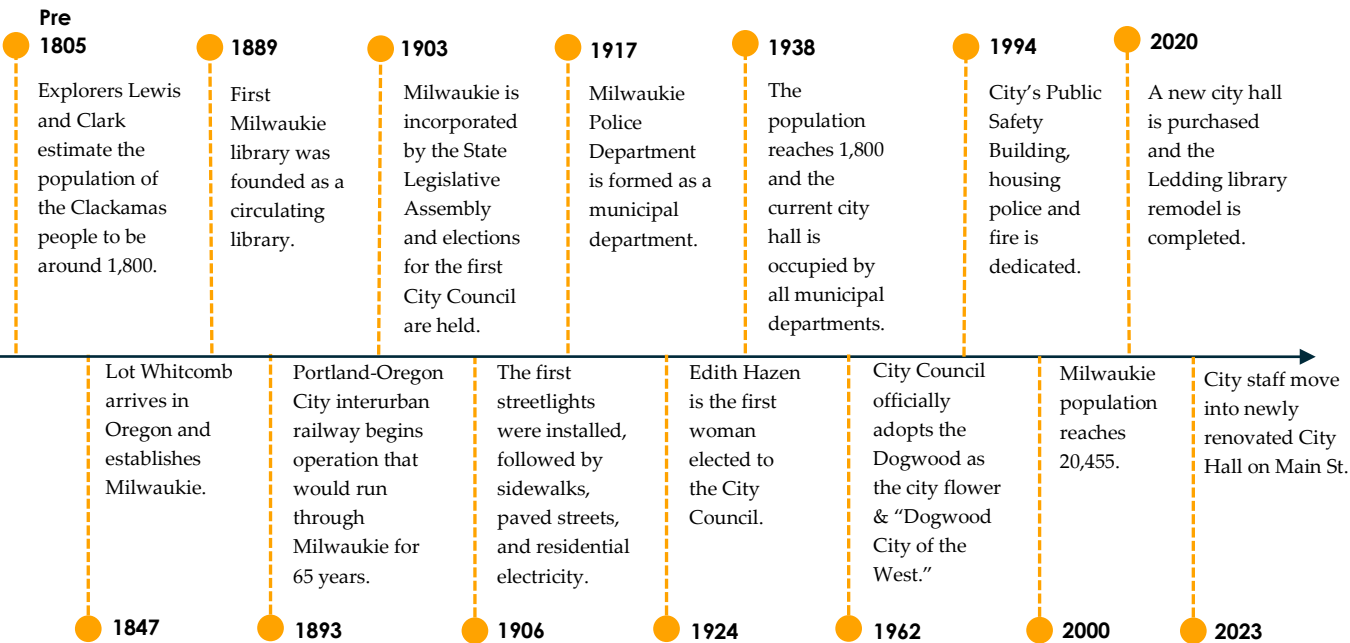 Pre
1805
Explorers Lewis
and Clark
estimate the
population of
the Clackamas
people to be
around 1,800.
1889
First
Milwaukie
library was
founded as a
circulating
library.
1903
Milwaukie is
incorporated
by the State
Legislative
Assembly
and elections
for the first
City Council
are held.
1917
Milwaukie
Police
Department
is formed as a
municipal
department.
1938
The
population
reaches 1,800
and the
current city
hall is
occupied by
all municipal
departments.
1994
City’s Public
Safety
Building,
housing
police and
fire is
dedicated.
2020
A new city hall
is purchased
and the
Ledding library
remodel is
completed.
Lot Whitcomb
arrives in
Oregon and
establishes
Milwaukie.
1847
Portland-Oregon
City interurban
railway begins
operation that
would run
through
Milwaukie for
65 years.
1893
The first
streetlights
were installed,
followed by
sidewalks,
paved streets,
and residential
electricity.
1906
Edith Hazen
is the first
woman
elected to
the City
Council.
1924
City Council
officially
adopts the
Dogwood as
the city flower
& “Dogwood
City of the
West.”
1962
Milwaukie
population
reaches
20,455.
2000
City staff move
into newly
renovated City
Hall on Main St.
2023